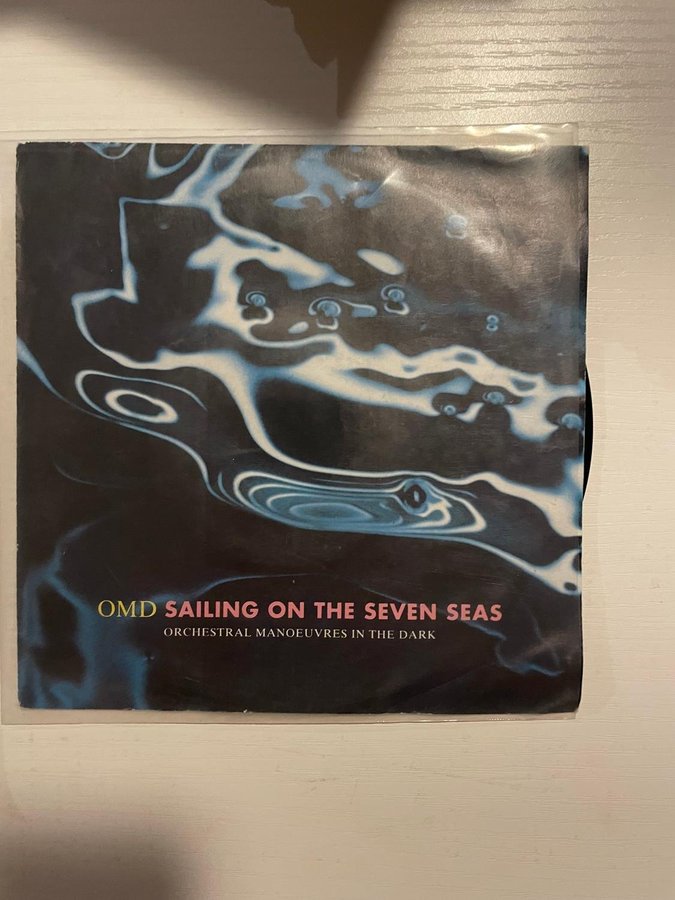 OMD SAILING ON THE SEVEN SEAS
ORCHESTRAL MANOEUVRES IN THE DARK